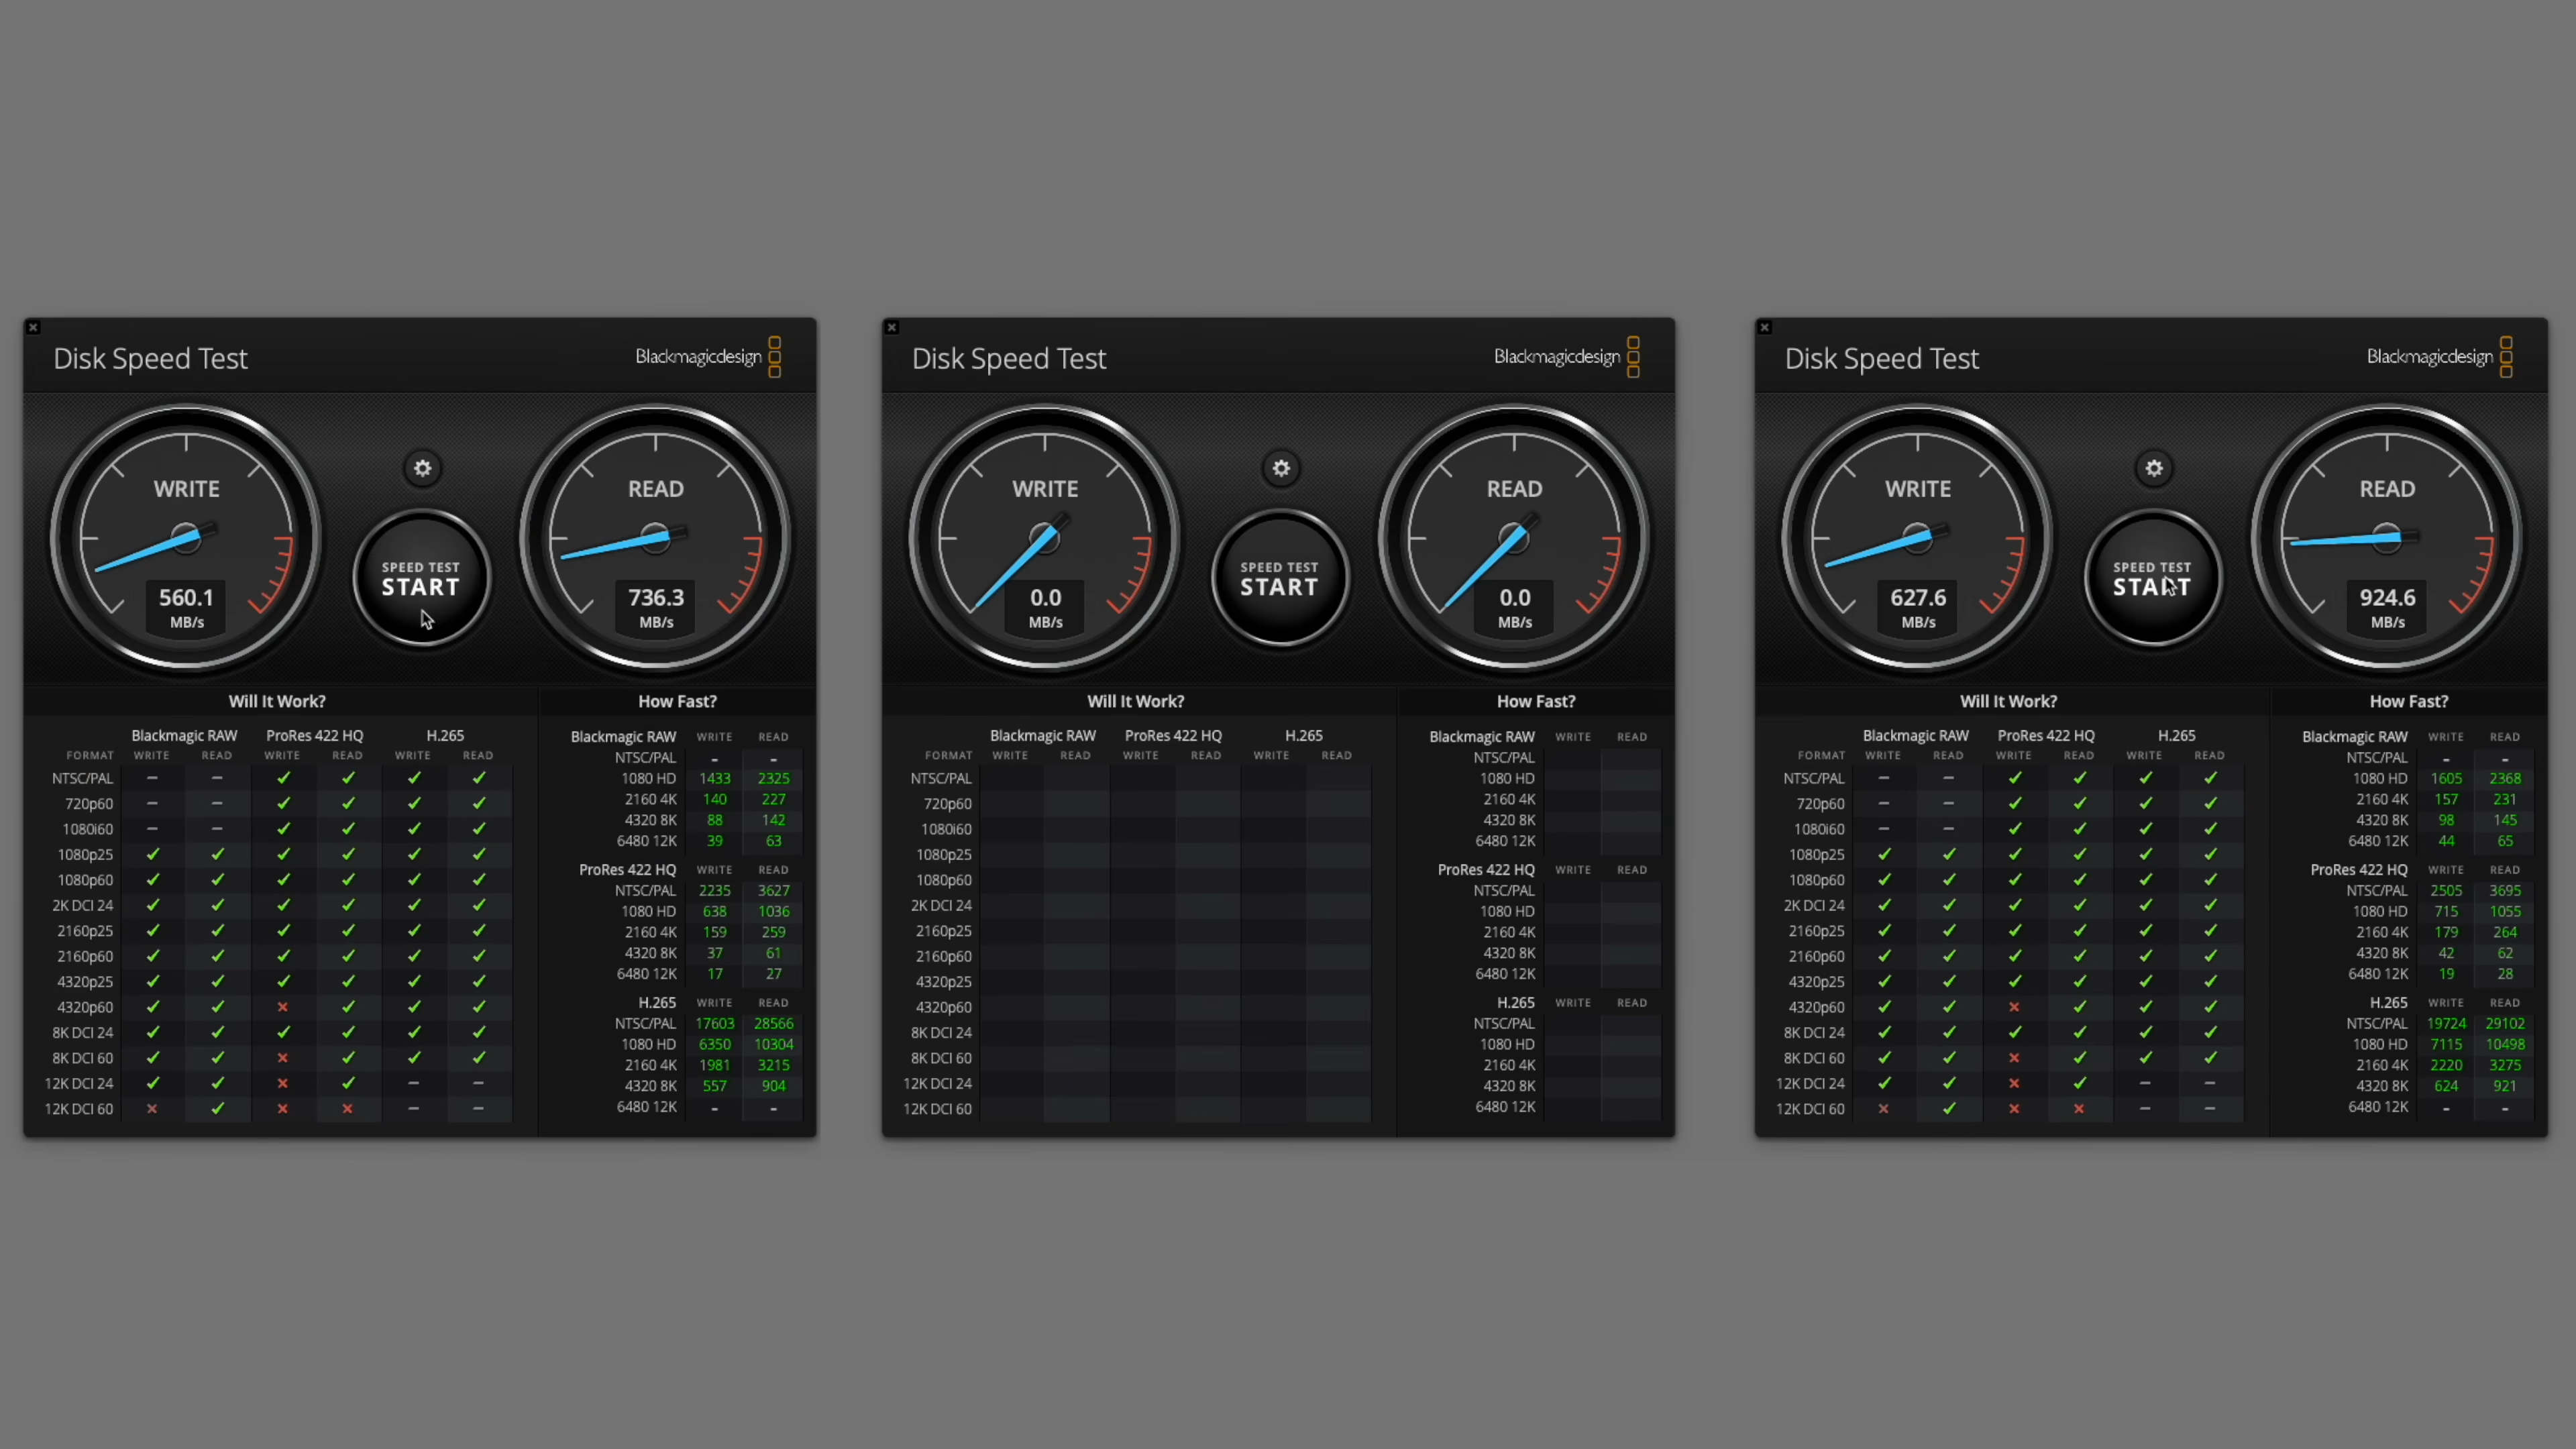 Disk Speed Test Blackmagicdesign
WRITE
560.1
MB/s
SPEED TEST
START
READ
736.3
MB/s
Will It Work?
Blackmagic RAW ProRes 422 HQ H.265
FORMAT WRITE READ WRITE READ WRITE READ
NTSC/PAL – – ✓ ✓ ✓ ✓
720p60 – – ✓ ✓ ✓ ✓
1080i60 – – ✓ ✓ ✓ ✓
1080p25 ✓ ✓ ✓ ✓ ✓ ✓
1080p60 ✓ ✓ ✓ ✓ ✓ ✓
2K DCI 24 ✓ ✓ ✓ ✓ ✓ ✓
2160p25 ✓ ✓ ✓ ✓ ✓ ✓
2160p60 ✓ ✓ ✓ ✓ ✓ ✓
4320p25 ✓ ✓ ✓ ✓ ✓ ✓
4320p60 ✓ ✓ × ✓ ✓ ✓
8K DCI 24 ✓ ✓ ✓ ✓ ✓ ✓
8K DCI 60 ✓ ✓ × ✓ ✓ ✓
12K DCI 24 ✓ ✓ × ✓ – –
12K DCI 60 × ✓ × × – –
How Fast?
Blackmagic RAW WRITE READ
NTSC/PAL - -
1080 HD 1433 2325
2160 4K 140 227
4320 8K 88 142
6480 12K 39 63
ProRes 422 HQ WRITE READ
NTSC/PAL 2235 3627
1080 HD 638 1036
2160 4K 159 259
4320 8K 37 61
6480 12K 17 27
H.265 WRITE READ
NTSC/PAL 17603 28566
1080 HD 6350 10304
2160 4K 1981 3215
4320 8K 557 904
6480 12K - -
Disk Speed Test Blackmagicdesign
WRITE
0.0
MB/s
SPEED TEST
START
READ
0.0
MB/s
Will It Work?
Blackmagic RAW ProRes 422 HQ H.265
FORMAT WRITE READ WRITE READ WRITE READ
NTSC/PAL
720p60
1080i60
1080p25
1080p60
2K DCI 24
2160p25
2160p60
4320p25
4320p60
8K DCI 24
8K DCI 60
12K DCI 24
12K DCI 60
How Fast?
Blackmagic RAW WRITE READ
NTSC/PAL
1080 HD
2160 4K
4320 8K
6480 12K
ProRes 422 HQ WRITE READ
NTSC/PAL
1080 HD
2160 4K
4320 8K
6480 12K
H.265 WRITE READ
NTSC/PAL
1080 HD
2160 4K
4320 8K
6480 12K
Disk Speed Test Blackmagicdesign
WRITE
627.6
MB/s
SPEED TEST
START
READ
924.6
MB/s
Will It Work?
Blackmagic RAW ProRes 422 HQ H.265
FORMAT WRITE READ WRITE READ WRITE READ
NTSC/PAL – – ✓ ✓ ✓ ✓
720p60 – – ✓ ✓ ✓ ✓
1080i60 – – ✓ ✓ ✓ ✓
1080p25 ✓ ✓ ✓ ✓ ✓ ✓
1080p60 ✓ ✓ ✓ ✓ ✓ ✓
2K DCI 24 ✓ ✓ ✓ ✓ ✓ ✓
2160p25 ✓ ✓ ✓ ✓ ✓ ✓
2160p60 ✓ ✓ ✓ ✓ ✓ ✓
4320p25 ✓ ✓ ✓ ✓ ✓ ✓
4320p60 ✓ ✓ × ✓ ✓ ✓
8K DCI 24 ✓ ✓ ✓ ✓ ✓ ✓
8K DCI 60 ✓ ✓ × ✓ ✓ ✓
12K DCI 24 ✓ ✓ × ✓ – –
12K DCI 60 × ✓ × × – –
How Fast?
Blackmagic RAW WRITE READ
NTSC/PAL - -
1080 HD 1605 2368
2160 4K 157 231
4320 8K 98 145
6480 12K 44 65
ProRes 422 HQ WRITE READ
NTSC/PAL 2505 3695
1080 HD 715 1055
2160 4K 179 264
4320 8K 42 62
6480 12K 19 28
H.265 WRITE READ
NTSC/PAL 19724 29102
1080 HD 7115 10498
2160 4K 2220 3275
4320 8K 624 921
6480 12K - -